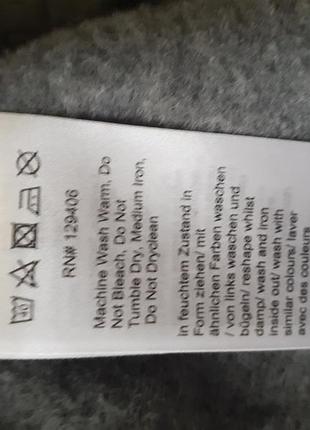 RN# 129406
Machine Wash Warm, Do
Not Bleach, Do Not
Tumble Dry, Medium Iron,
Do Not Dryclean
in feuchtem Zustand in
Form ziehen/ mit
ähnlichen Farben waschen
/ von links waschen und
bügeln/ reshape whilst
damp/ wash and iron
inside out/ wash with
similar colours/ laver
avec des couleurs